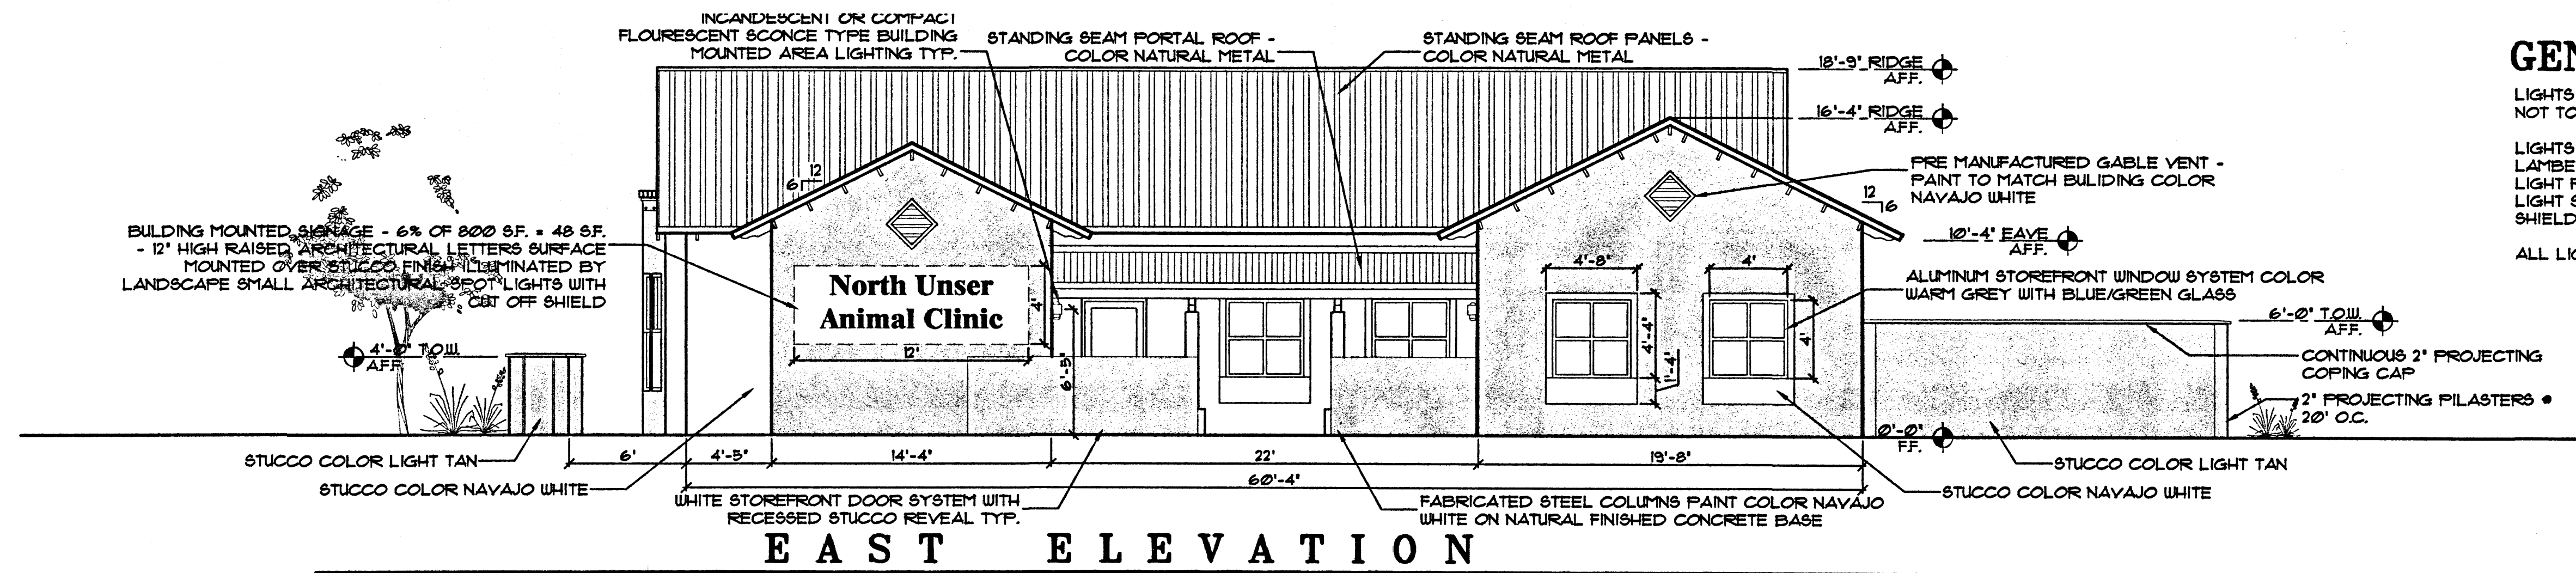 INCANDESCENT OR COMPACT
FLOURESCENT SCONCE TYPE BUILDING
MOUNTED AREA LIGHTING TYP.
STANDING SEAM PORTAL ROOF -
COLOR NATURAL METAL
STANDING SEAM ROOF PANELS -
COLOR NATURAL METAL
18'-9" RIDGE
A.F.F.
16'-4" RIDGE
A.F.F.
GEN
LIGHTS
NOT TO
LIGHTS
LAMBE
LIGHT F
LIGHT S
SHIELD
ALL LIG
12
6
PRE MANUFACTURED GABLE VENT -
PAINT TO MATCH BULIDING COLOR
NAVAJO WHITE
12
6
10'-4" EAVE
A.F.F.
BULDING MOUNTED SIGNAGE - 6% OF 800 SF. = 48 SF.
- 12" HIGH RAISED ARCHITECTURAL LETTERS SURFACE
MOUNTED OVER STUCCO FINISH ILLUMINATED BY
LANDSCAPE SMALL ARCHITECTURAL SPOT LIGHTS WITH
CUT OFF SHIELD
North Unser
Animal Clinic
4'
12'
6'-5"
4'-8"
4'
4'-4"
1'-4"
4'
ALUMINUM STOREFRONT WINDOW SYSTEM COLOR
WARM GREY WITH BLUE/GREEN GLASS
6'-0" T.O.W.
A.F.F.
4'-0" T.O.W.
A.F.F.
CONTINUOUS 2" PROJECTING
COPING CAP
2" PROJECTING PILASTERS @
20' O.C.
0'-0"
F.F.
STUCCO COLOR LIGHT TAN
6'
4'-5"
14'-4"
22'
19'-8"
STUCCO COLOR LIGHT TAN
STUCCO COLOR NAVAJO WHITE
60'-4"
STUCCO COLOR NAVAJO WHITE
WHITE STOREFRONT DOOR SYSTEM WITH
RECESSED STUCCO REVEAL TYP.
FABRICATED STEEL COLUMNS PAINT COLOR NAVAJO
WHITE ON NATURAL FINISHED CONCRETE BASE
EAST ELEVATION